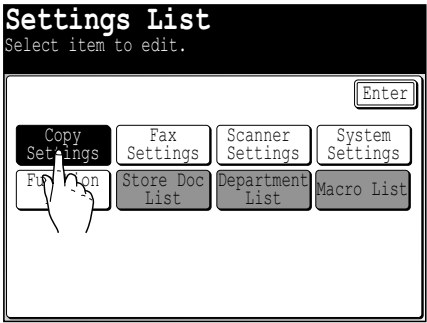 Settings List
Select item to edit.
Enter
Copy Settings
Fax Settings
Scanner Settings
System Settings
Store Doc List
Department List
Macro List